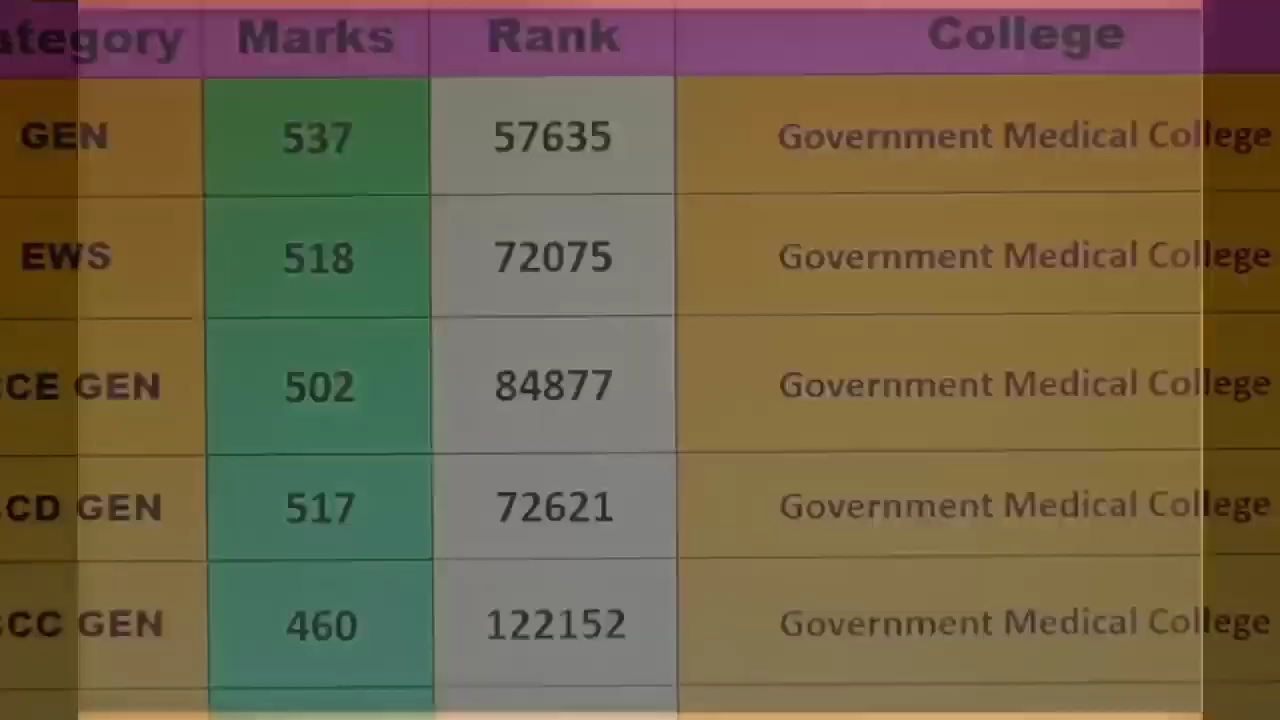 ategory Marks Rank College
GEN 537 57635 Government Medical College
EWS 518 72075 Government Medical College
CE GEN 502 84877 Government Medical College
CD GEN 517 72621 Government Medical College
CC GEN 460 122152 Government Medical College